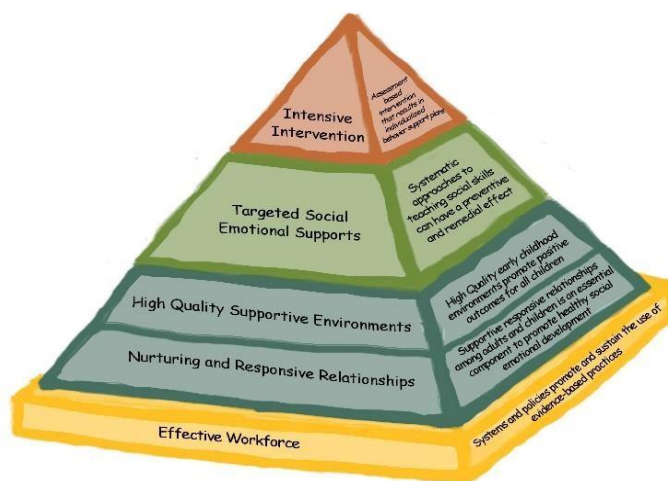 Intensive
Intervention
Assessment
based
intervention
that results in
individualized
behavior support plans
Targeted Social
Emotional Supports
Systematic
approaches to
teaching social skills
can have a preventive
and remedial effect
High Quality Supportive Environments
High Quality early childhood
environments promote positive
outcomes for all children
Nurturing and Responsive Relationships
Supportive responsive relationships
among adults and children is an essential
component to promote healthy social
emotional development
Effective Workforce
Systems and policies promote and sustain the use of
evidence-based practices